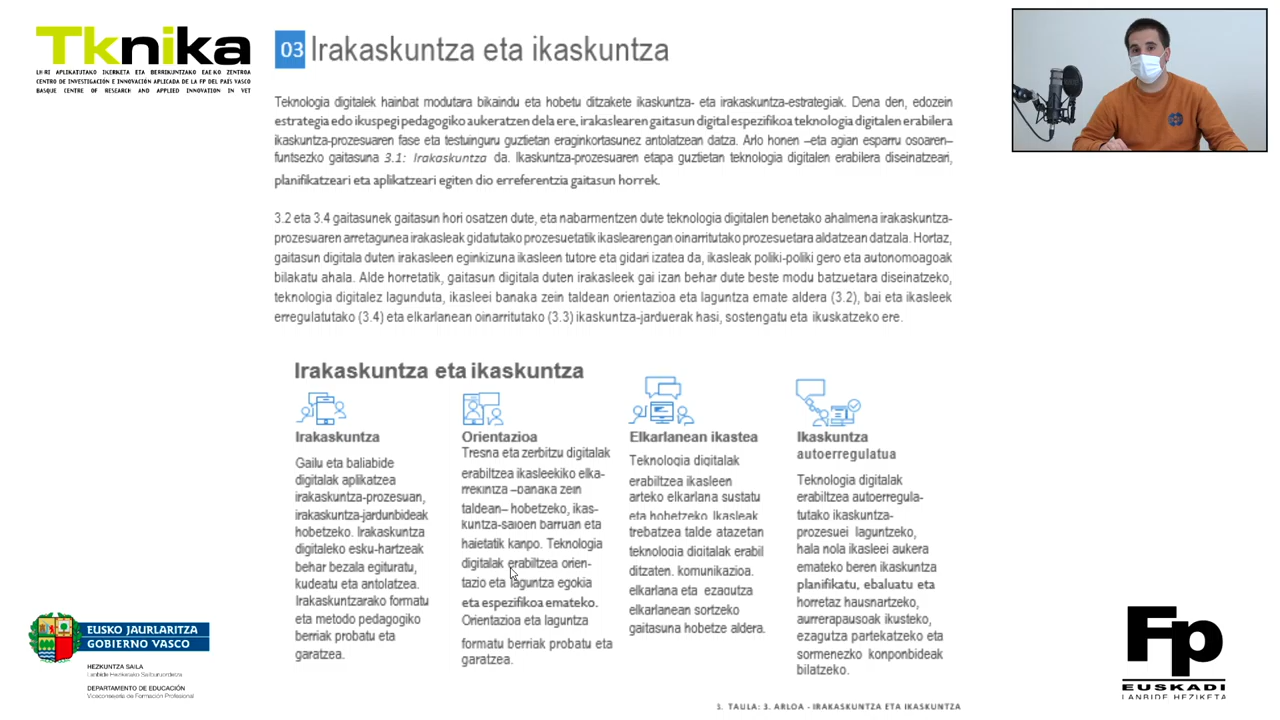 Tknika
LH-RI APLIKATUTAKO IKERKETA ETA BERRIKUNTZAKO EAE-KO ZENTROA
CENTRO DE INVESTIGACIÓN E INNOVACIÓN APLICADA DE LA FP DEL PAÍS VASCO
BASQUE CENTRE OF RESEARCH AND APPLIED INNOVATION IN VET
03 Irakaskuntza eta ikaskuntza
Teknologia digitalek hainbat modutara bikaindu eta hobetu ditzakete ikaskuntza- eta irakaskuntza-estrategiak. Dena den, edozein
estrategia edo ikuspegi pedagogiko aukeratzen dela ere, irakaslearen gaitasun digital espezifikoa teknologia digitalen erabilera
ikaskuntza-prozesuaren fase eta testuinguru guztietan eraginkortasunez antolatzean datza. Arlo honen –eta agian esparru osoaren–
funtsezko gaitasuna 3.1: Irakaskuntza da. Ikaskuntza-prozesuaren etapa guztietan teknologia digitalen erabilera diseinatzeari,
planifikatzeari eta aplikatzeari egiten dio erreferentzia gaitasun horrek.
3.2 eta 3.4 gaitasunek gaitasun hori osatzen dute, eta nabarmentzen dute teknologia digitalen benetako ahalmena irakaskuntza-
prozesuaren arretagunea irakasleak gidatutako prozesuetatik ikaslearengan oinarritutako prozesuetara aldatzean datzala. Hortaz,
gaitasun digitala duten irakasleen eginkizuna ikasleen tutore eta gidari izatea da, ikasleak poliki-poliki gero eta autonomoagoak
bilakatu ahala. Alde horretatik, gaitasun digitala duten irakasleek gai izan behar dute beste modu batzuetara diseinatzeko,
teknologia digitalez lagunduta, ikasleei banaka zein taldean orientazioa eta laguntza emate aldera (3.2), bai eta ikasleek
erregulatutako (3.4) eta elkarlanean oinarritutako (3.3) ikaskuntza-jarduerak hasi, sostengatu eta ikuskatzeko ere.
Irakaskuntza eta ikaskuntza
Irakaskuntza
Gailu eta baliabide
digitalak aplikatzea
irakaskuntza-prozesuan,
irakaskuntza-jardunbideak
hobetzeko. Irakaskuntza
digitaleko esku-hartzeak
behar bezala egituratu,
kudeatu eta antolatzea.
Irakaskuntzarako formatu
eta metodo pedagogiko
berriak probatu eta
garatzea.
Orientazioa
Tresna eta zerbitzu digitalak
erabiltzea ikasleekiko elka-
rrekintza –banaka zein
taldean– hobetzeko, ikas-
kuntza-saioen barruan eta
haietatik kanpo. Teknologia
digitalak erabiltzea orien-
tazio eta laguntza egokia
eta espezifikoa emateko.
Orientazioa eta laguntza
formatu berriak probatu eta
garatzea.
Elkarlanean ikastea
Teknologia digitalak
erabiltzea ikasleen
arteko elkarlana sustatu
eta hobetzeko. Ikasleak
trebatzea talde atazetan
teknologia digitalak erabil
ditzaten. komunikazioa.
elkarlana eta ezagutza
elkarlanean sortzeko
gaitasuna hobetze aldera.
Ikaskuntza
autoerregulatua
Teknologia digitalak
erabiltzea autoerregula-
tutako ikaskuntza-
prozesuei laguntzeko,
hala nola ikasleei aukera
emateko beren ikaskuntza
planifikatu, ebaluatu eta
horretaz hausnartzeko,
aurrerapausoak ikusteko,
ezagutza partekatzeko eta
sormenezko konponbideak
bilatzeko.
1. TAULA: 3. ARLOA - IRAKASKUNTZA ETA IKASKUNTZA
EUSKO JAURLARITZA
GOBIERNO VASCO
HEZKUNTZA SAILA
Lanbide Heziketako Sailburuordetza
DEPARTAMENTO DE EDUCACIÓN
Viceconsejería de Formación Profesional
Fp
EUSKADI
LANBIDE HEZIKETA